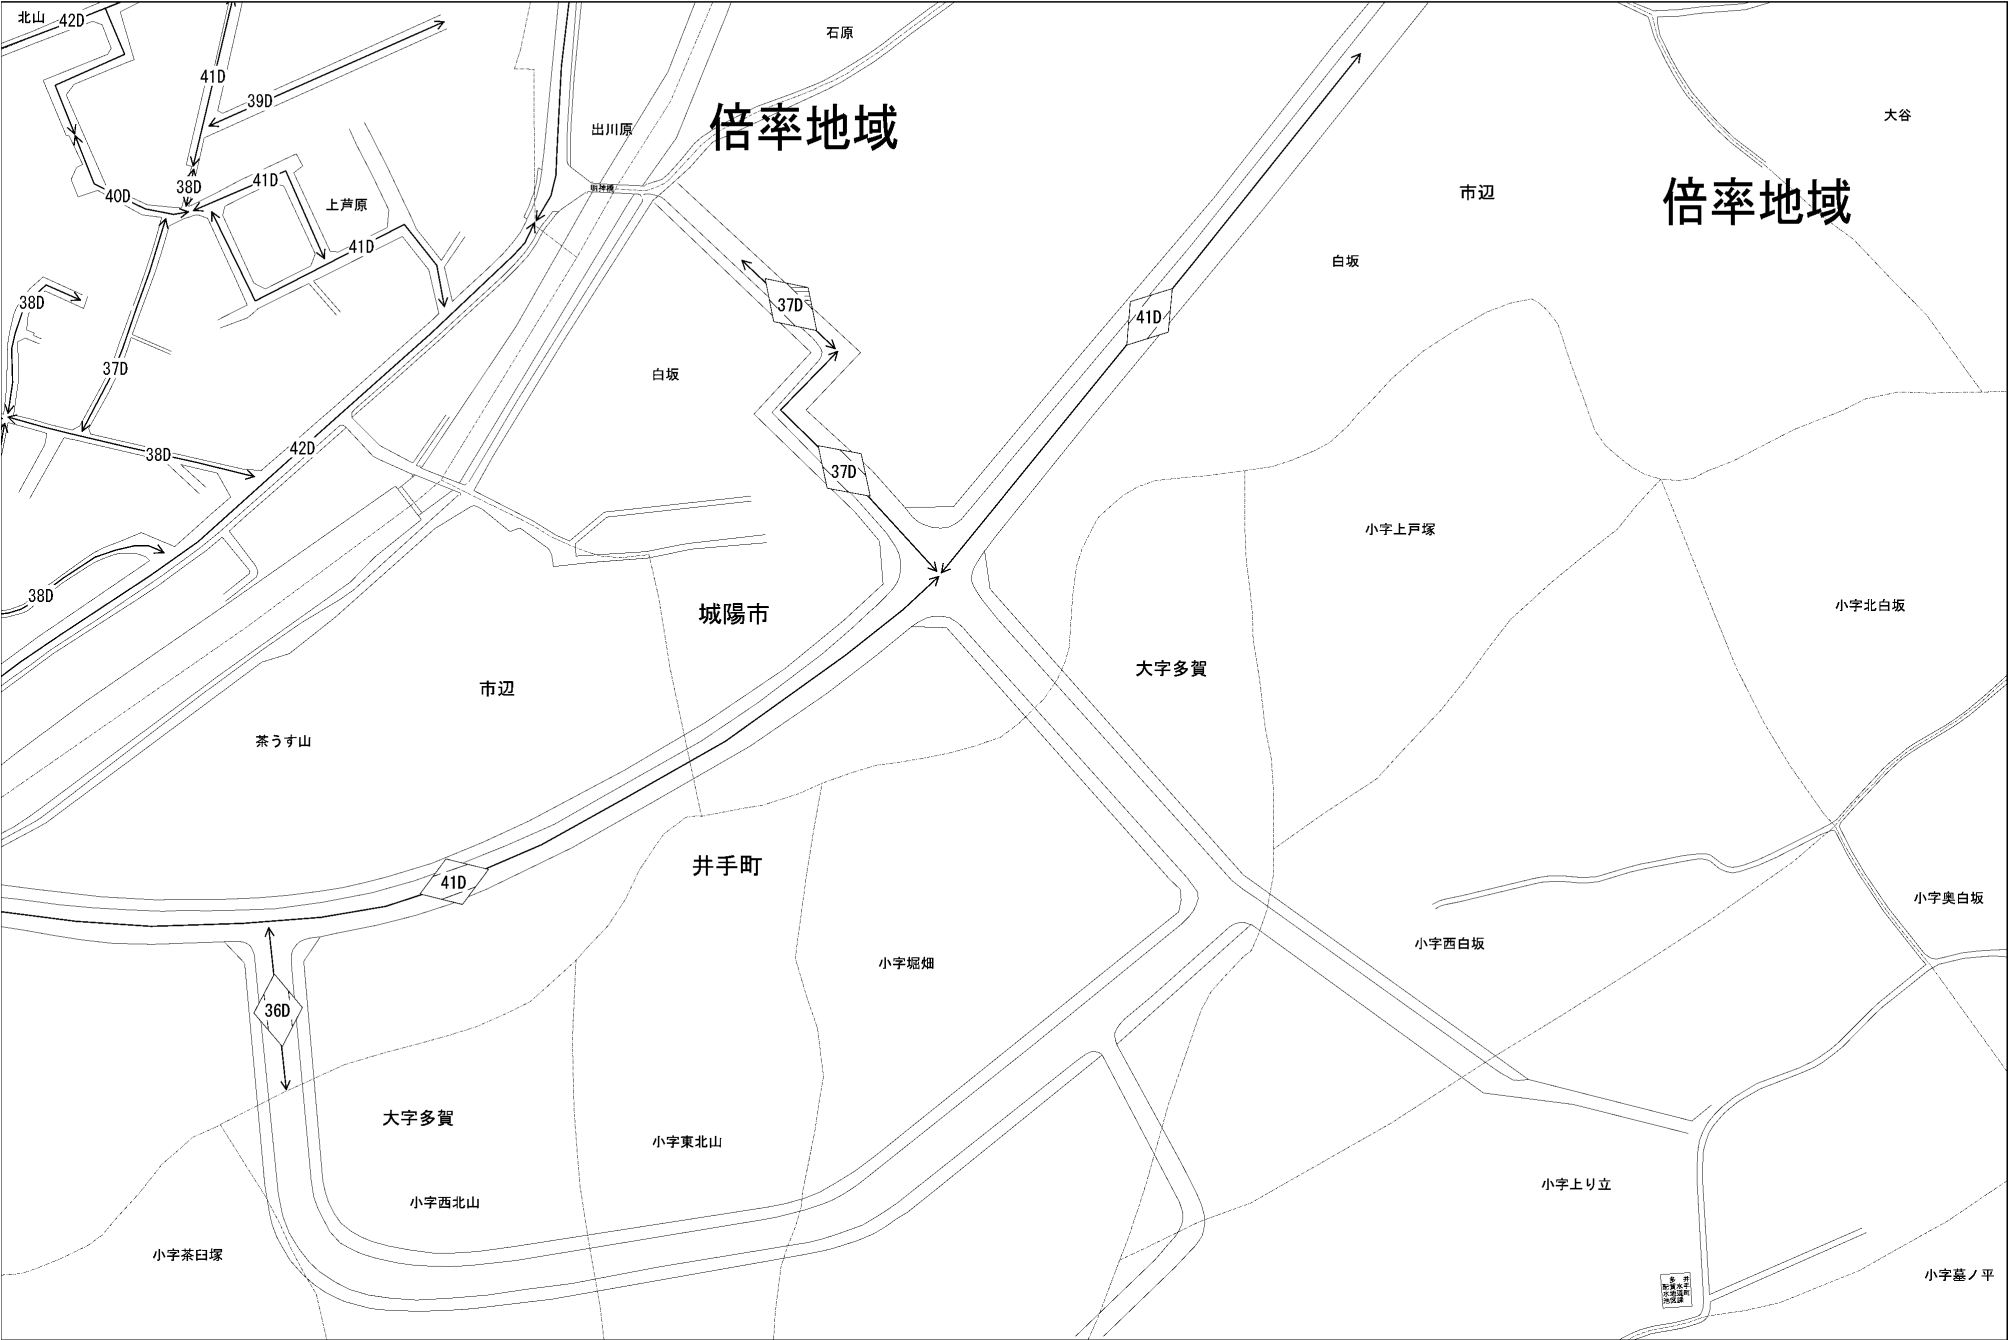 北山
42D
石原
41D
39D
大谷
出川原
倍率地域
38D
41D
明神橋
40D
市辺
倍率地域
上芦原
41D
白坂
38D
37D
41D
37D
白坂
42D
38D
37D
小字上戸塚
38D
小字北白坂
城陽市
大字多賀
市辺
茶うす山
井手町
41D
小字奥白坂
小字西白坂
小字堀畑
36D
大字多賀
小字東北山
小字上り立
小字西北山
小字茶臼塚
小字墓ノ平